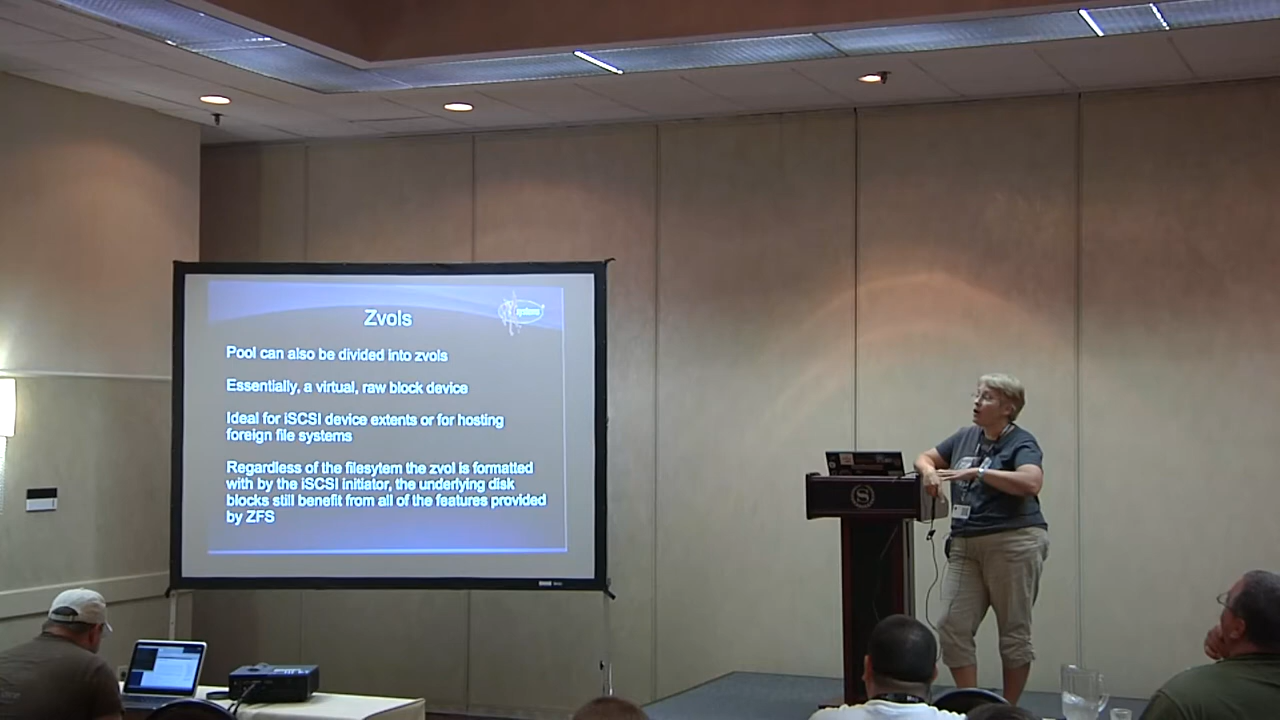 Zvols
systems
Pool can also be divided into zvols
Essentially, a virtual, raw block device
Ideal for iSCSI device extents or for hosting
foreign file systems
Regardless of the filesytem the zvol is formatted
with by the iSCSI initiator, the underlying disk
blocks still benefit from all of the features provided
by ZFS
S